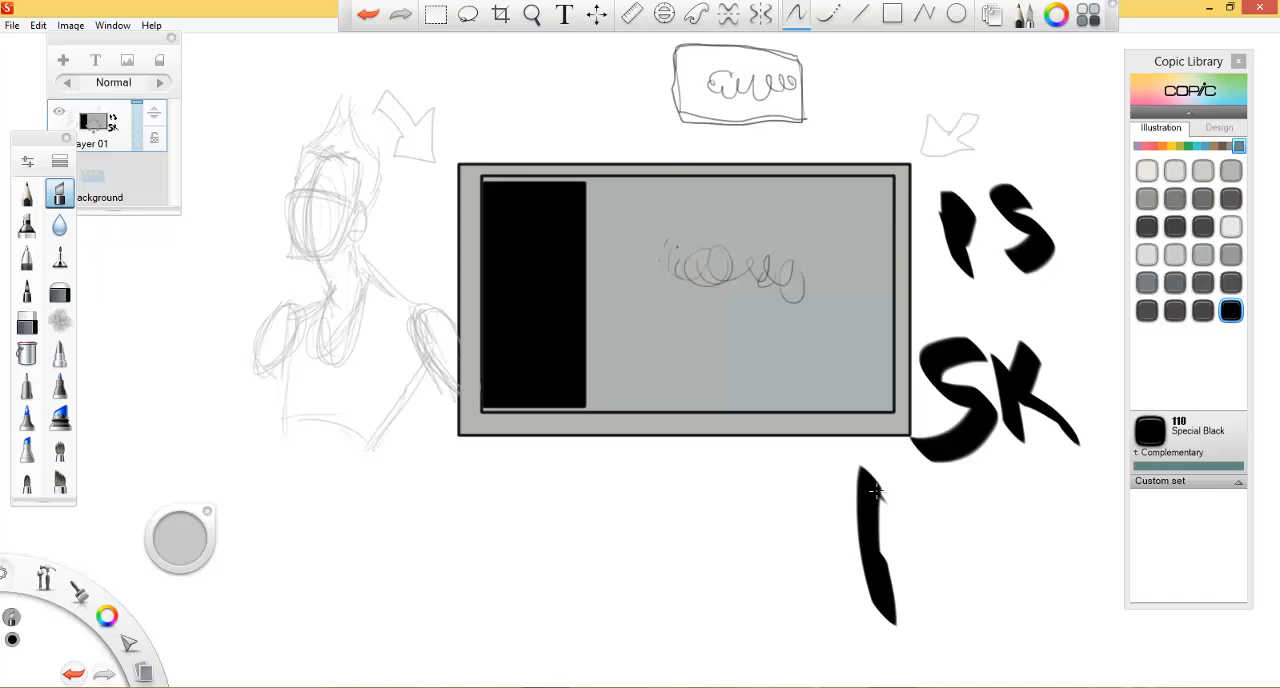 File Edit Image Window Help
Normal
ayer 01
ackground
PS
SK
Copic Library
COPIC
Illustration Design
110
Special Black
Complementary
Custom set